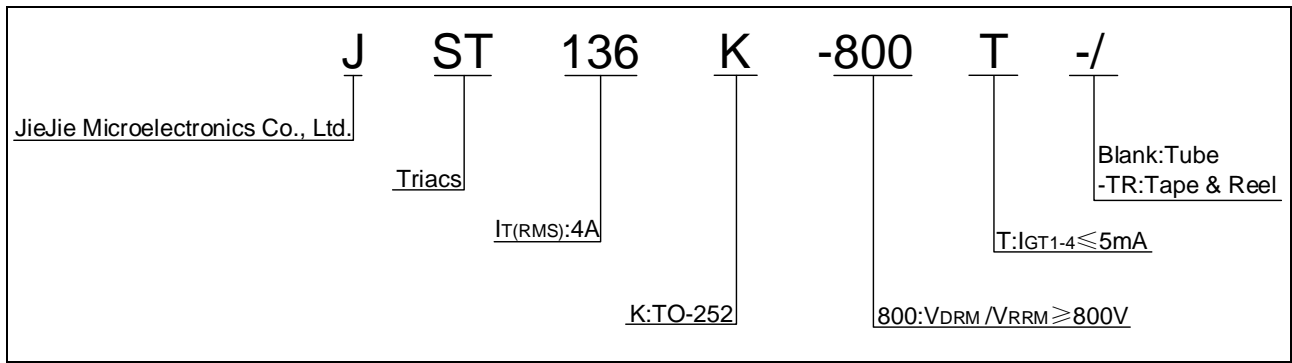 J ST 136 K -800 T -/
JieJie Microelectronics Co., Ltd.
Blank:Tube
-TR:Tape & Reel
Triacs
IT(RMS):4A
T:IGT1-4≤5mA
K:TO-252
800:VDRM /VRRM≥800V